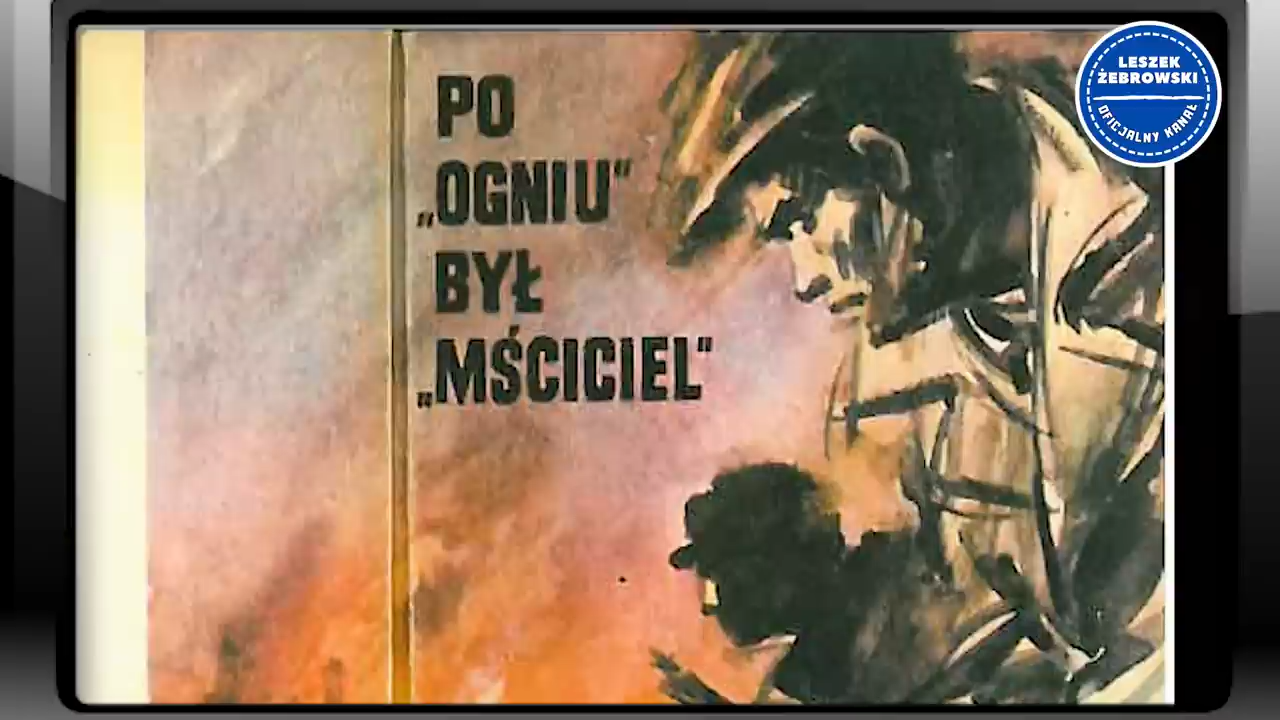 PO
„OGNIU"
BYŁ
„MŚCICIEL"
LESZEK
ŻEBROWSKI
OFICJALNY KANAŁ